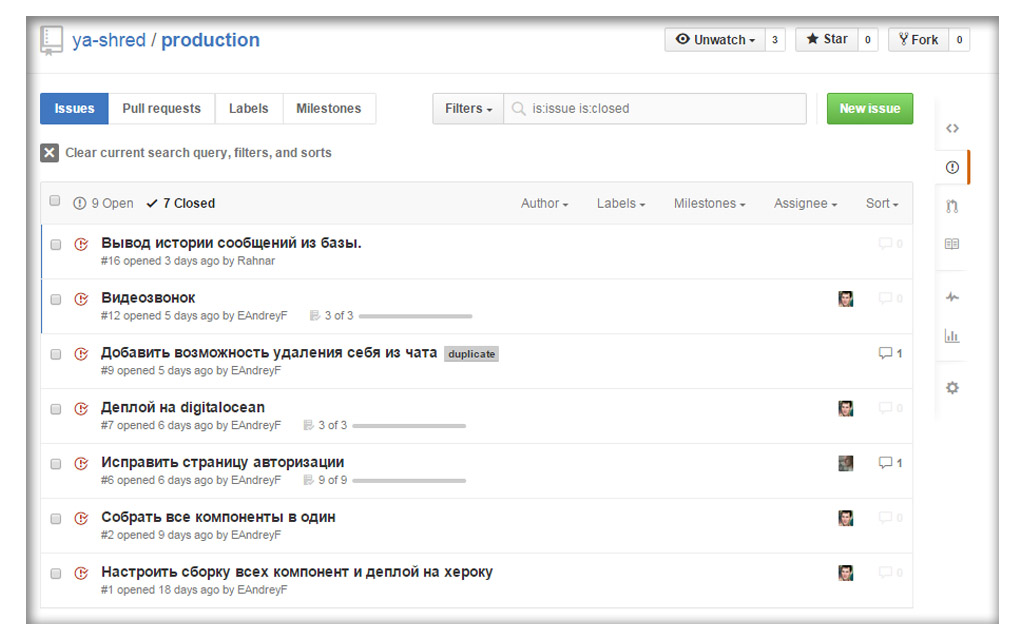 ya-shred / production
Unwatch 3 Star 0 Fork 0
Issues Pull requests Labels Milestones Filters is:issue is:closed New issue
Clear current search query, filters, and sorts
9 Open 7 Closed Author Labels Milestones Assignee Sort
Вывод истории сообщений из базы. 0
#16 opened 3 days ago by Rahnar
Видеозвонок 0
#12 opened 5 days ago by EAndreyF 3 of 3
Добавить возможность удаления себя из чата duplicate 1
#9 opened 5 days ago by EAndreyF
Деплой на digitalocean 0
#7 opened 6 days ago by EAndreyF 3 of 3
Исправить страницу авторизации 1
#6 opened 6 days ago by EAndreyF 9 of 9
Собрать все компоненты в один 0
#2 opened 9 days ago by EAndreyF
Настроить сборку всех компонент и деплой на хероку 0
#1 opened 18 days ago by EAndreyF